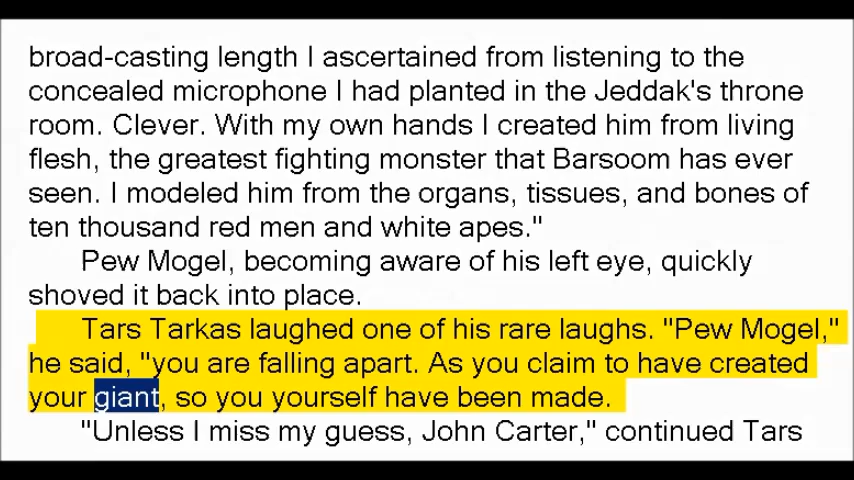 broad-casting length I ascertained from listening to the
concealed microphone I had planted in the Jeddak's throne
room. Clever. With my own hands I created him from living
flesh, the greatest fighting monster that Barsoom has ever
seen. I modeled him from the organs, tissues, and bones of
ten thousand red men and white apes."
Pew Mogel, becoming aware of his left eye, quickly
shoved it back into place.
Tars Tarkas laughed one of his rare laughs. "Pew Mogel,"
he said, "you are falling apart. As you claim to have created
your giant, so you yourself have been made.
"Unless I miss my guess, John Carter," continued Tars